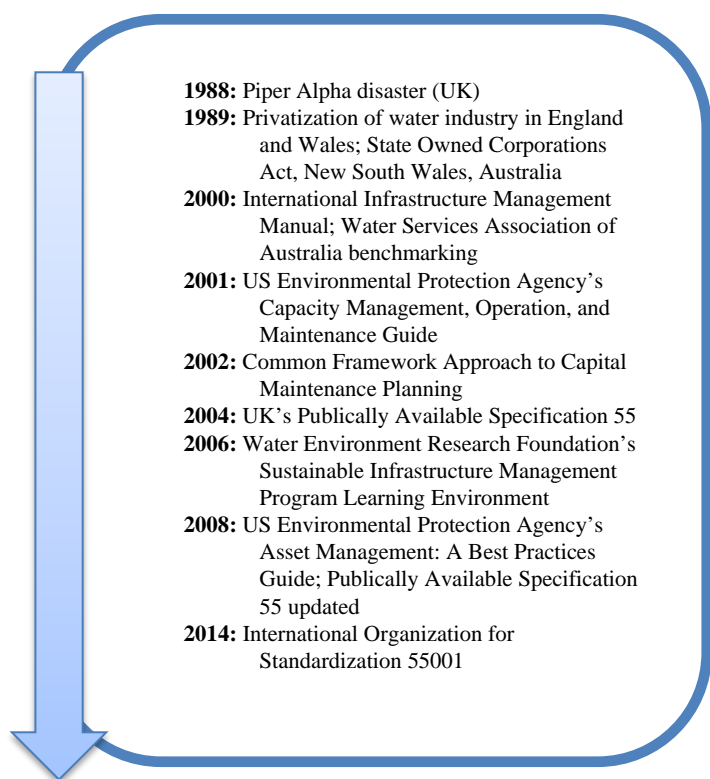 1988: Piper Alpha disaster (UK)
1989: Privatization of water industry in England
and Wales; State Owned Corporations
Act, New South Wales, Australia
2000: International Infrastructure Management
Manual; Water Services Association of
Australia benchmarking
2001: US Environmental Protection Agency’s
Capacity Management, Operation, and
Maintenance Guide
2002: Common Framework Approach to Capital
Maintenance Planning
2004: UK’s Publically Available Specification 55
2006: Water Environment Research Foundation’s
Sustainable Infrastructure Management
Program Learning Environment
2008: US Environmental Protection Agency’s
Asset Management: A Best Practices
Guide; Publically Available Specification
55 updated
2014: International Organization for
Standardization 55001